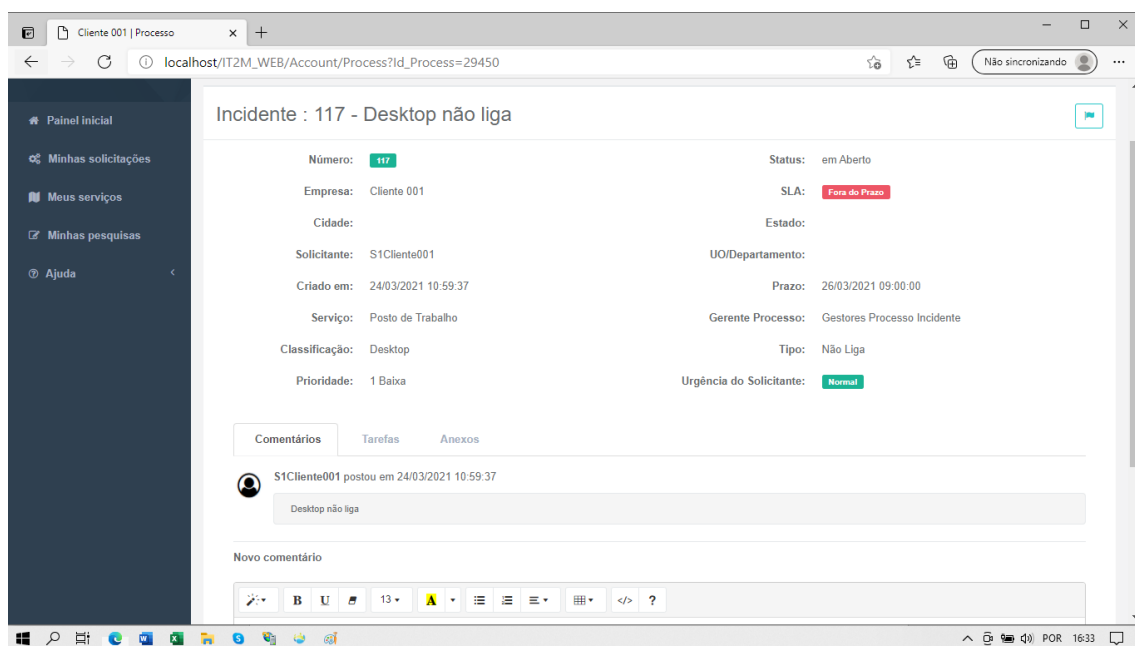 Cliente 001 | Processo
localhost/IT2M_WEB/Account/Process?Id_Process=29450
Não sincronizando
Painel inicial
Minhas solicitações
Meus serviços
Minhas pesquisas
Ajuda
Incidente : 117 - Desktop não liga
Número: 117 Status: em Aberto
Empresa: Cliente 001 SLA: Fora do Prazo
Cidade: Estado:
Solicitante: S1Cliente001 UO/Departamento:
Criado em: 24/03/2021 10:59:37 Prazo: 26/03/2021 09:00:00
Serviço: Posto de Trabalho Gerente Processo: Gestores Processo Incidente
Classificação: Desktop Tipo: Não Liga
Prioridade: 1 Baixa Urgência do Solicitante: Normal
Comentários Tarefas Anexos
S1Cliente001 postou em 24/03/2021 10:59:37
Desktop não liga
Novo comentário
B U 13 A </> ?
POR 16:33